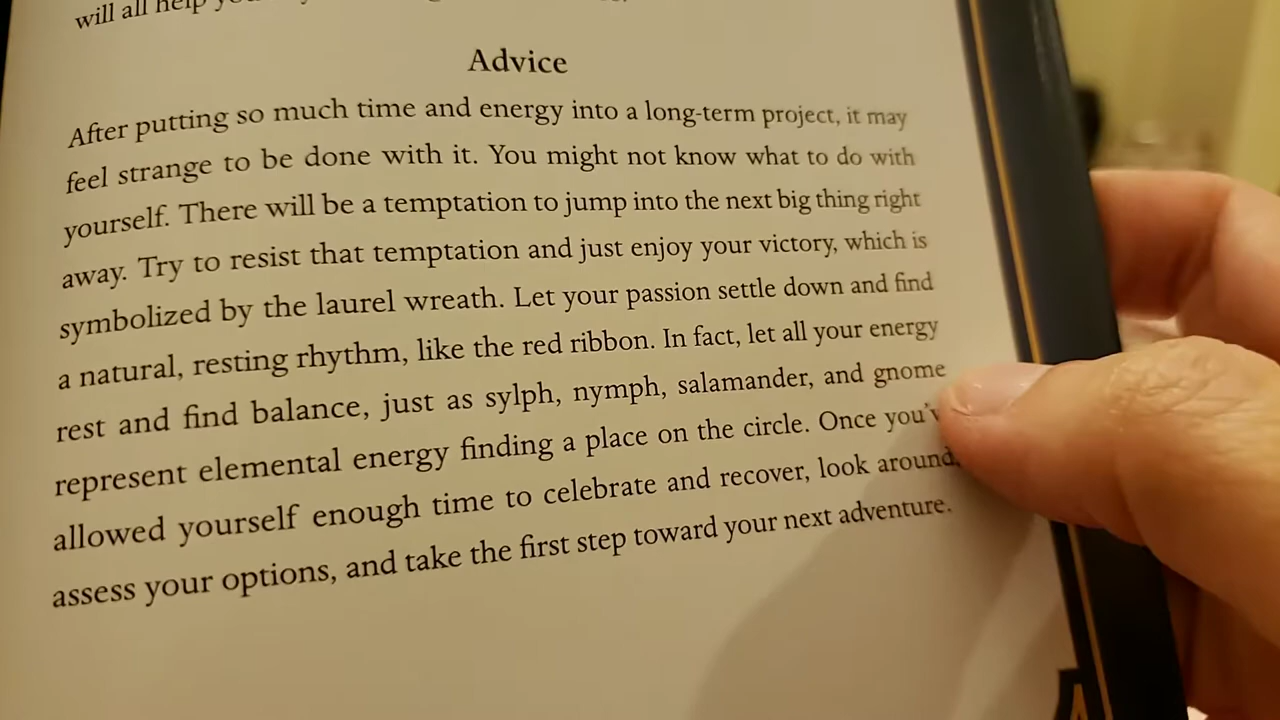 will all help
Advice
After putting so much time and energy into a long-term project, it may
feel strange to be done with it. You might not know what to do with
yourself. There will be a temptation to jump into the next big thing right
away. Try to resist that temptation and just enjoy your victory, which is
symbolized by the laurel wreath. Let your passion settle down and find
a natural, resting rhythm, like the red ribbon. In fact, let all your energy
rest and find balance, just as sylph, nymph, salamander, and gnome
represent elemental energy finding a place on the circle. Once you'v
allowed yourself enough time to celebrate and recover, look around,
assess your options, and take the first step toward your next adventure.